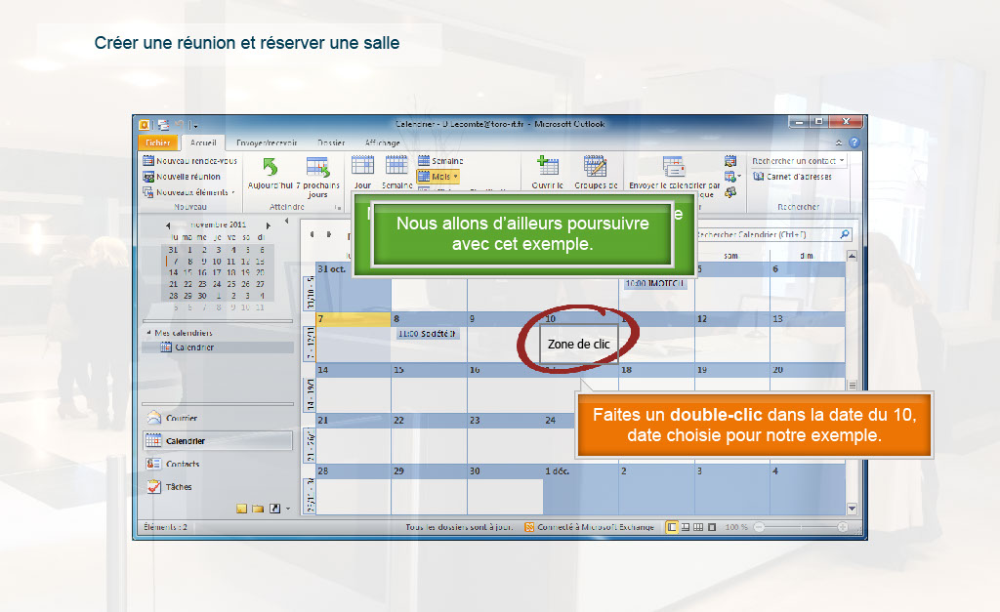 Créer une réunion et réserver une salle
Calendrier - D Lecomte@toro-it.fr - Microsoft Outlook
Fichier Accueil Envoyer/recevoir Dossier Affichage
Nouveau rendez-vous
Nouvelle réunion
Nouveaux éléments
Nouveau
Aujourd'hui 7 prochains
jours
Atteindre
Jour Semaine
Semaine
Mois
Ouvrir le Groupes de
Envoyer le calendrier par
Rechercher un contact
Carnet d'adresses
Rechercher
Nous allons d'ailleurs poursuivre
avec cet exemple.
novembre 2011
lu ma me je ve sa di
31 1 2 3 4 5 6
7 8 9 10 11 12 13
14 15 16 17 18 19 20
21 22 23 24 25 26 27
28 29 30 1 2 3 4
5 6 7 8 9 10 11
Mes calendriers
Calendrier
Rechercher Calendrier (Ctrl+E)
sam. dim.
31 oct. 5 6
10:00 IMOTECH
7 8 9 10 12 13
11:00 Société
Zone de clic
14 15 16 18 19 20
21 22 23 24
28 29 30 1 déc. 2 3 4
Faites un double-clic dans la date du 10,
date choisie pour notre exemple.
Courrier
Calendrier
Contacts
Tâches
Éléments : 2
Tous les dossiers sont à jour. Connecté à Microsoft Exchange 100 %